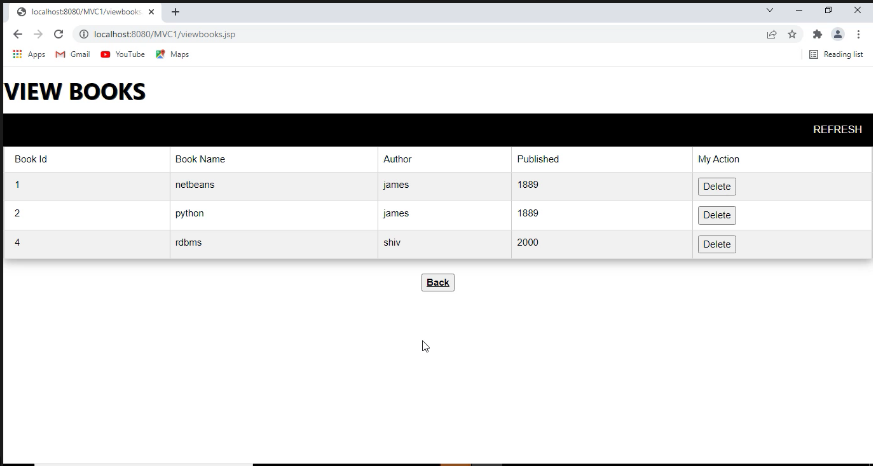 localhost:8080/MVC1/viewbooks.
localhost:8080/MVC1/viewbooks.jsp
Apps Gmail YouTube Maps Reading list
VIEW BOOKS
REFRESH
Book Id Book Name Author Published My Action
1 netbeans james 1889 Delete
2 python james 1889 Delete
4 rdbms shiv 2000 Delete
Back